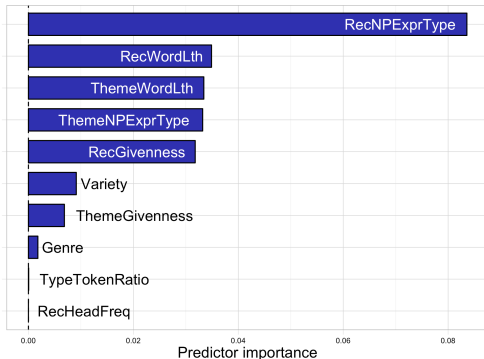 RecNPExprType
RecWordLth
ThemeWordLth
ThemeNPExprType
RecGivenness
Variety
ThemeGivenness
Genre
TypeTokenRatio
RecHeadFreq
0.00 0.02 0.04 0.06 0.08
Predictor importance